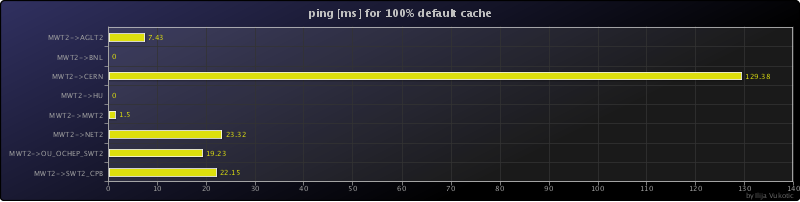 ping [ms] for 100% default cache
MWT2->AGLT2 7.43
MWT2->BNL 0
MWT2->CERN 129.38
MWT2->HU 0
MWT2->MWT2 1.5
MWT2->NET2 23.32
MWT2->OU_OCHEP_SWT2 19.23
MWT2->SWT2_CPB 22.15
0 10 20 30 40 50 60 70 80 90 100 110 120 130 140
by Ilija Vukotic